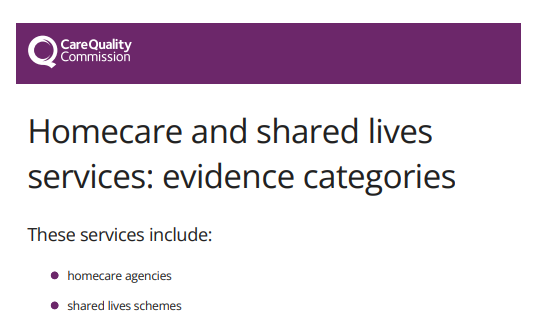 CareQuality
Commission
Homecare and shared lives
services: evidence categories
These services include:
homecare agencies
shared lives schemes